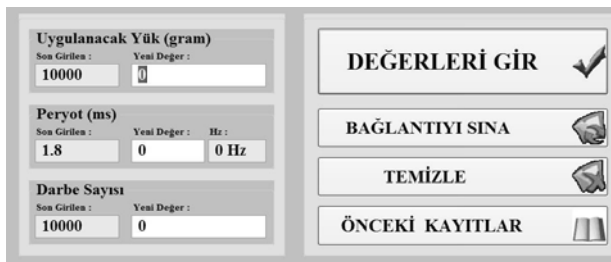 Uygulanacak Yük (gram)
Son Girilen : Yeni Değer :
10000 0
Peryot (ms)
Son Girilen : Yeni Değer : Hz :
1.8 0 0 Hz
Darbe Sayısı
Son Girilen : Yeni Değer :
10000 0
DEĞERLERİ GİR
BAĞLANTIYI SINA
TEMİZLE
ÖNCEKİ KAYITLAR